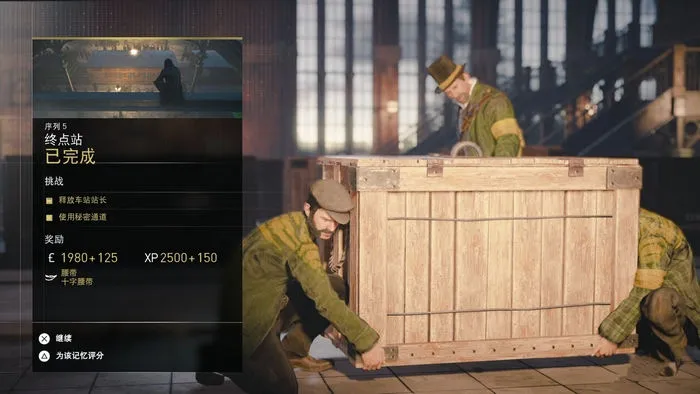 序列 5
终点站
已完成
挑战
释放车站站长
使用秘密通道
奖励
£ 1980+125 XP 2500+150
腰带
十字腰带
继续
为该记忆评分